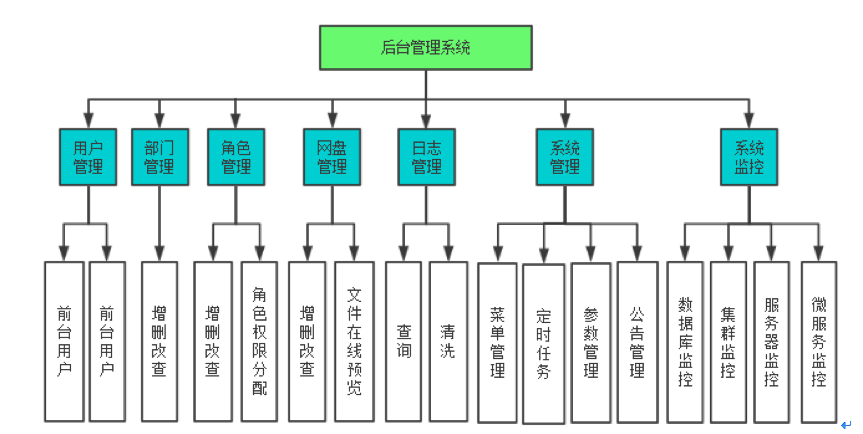 后台管理系统
用户
管理
部门
管理
角色
管理
网盘
管理
日志
管理
系统
管理
系统
监控
前台用户
前台用户
增删改查
增删改查
角色权限分配
增删改查
文件在线预览
查询
清洗
菜单管理
定时任务
参数管理
公告管理
数据库监控
集群监控
服务器监控
微服务监控